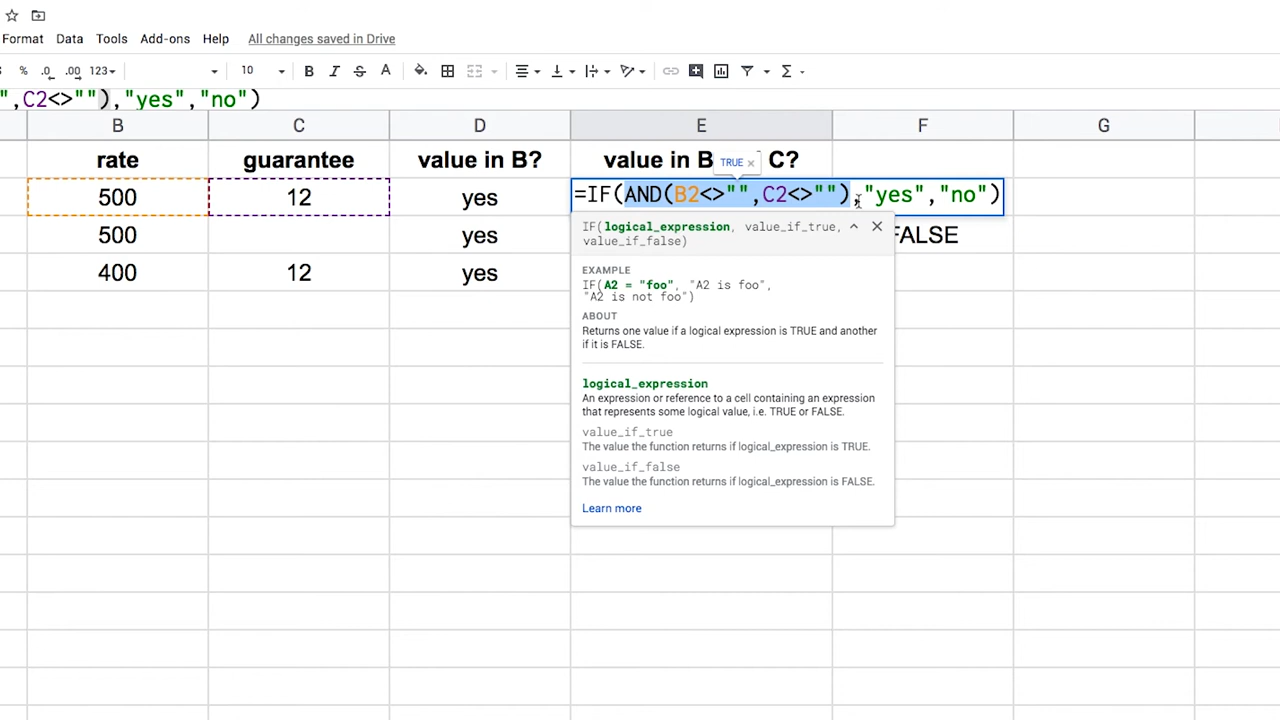 Format Data Tools Add-ons Help All changes saved in Drive
% .0 .00 123 10 B I S A
",C2<>""),"yes","no")
B C D E F G
rate guarantee value in B? value in B C?
TRUE ×
500 12 yes =IF(AND(B2<>"",C2<>""),"yes","no")
500 yes FALSE
400 12 yes
IF(logical_expression, value_if_true,
value_if_false)
EXAMPLE
IF(A2 = "foo", "A2 is foo",
"A2 is not foo")
ABOUT
Returns one value if a logical expression is TRUE and another
if it is FALSE.
logical_expression
An expression or reference to a cell containing an expression
that represents some logical value, i.e. TRUE or FALSE.
value_if_true
The value the function returns if logical_expression is TRUE.
value_if_false
The value the function returns if logical_expression is FALSE.
Learn more